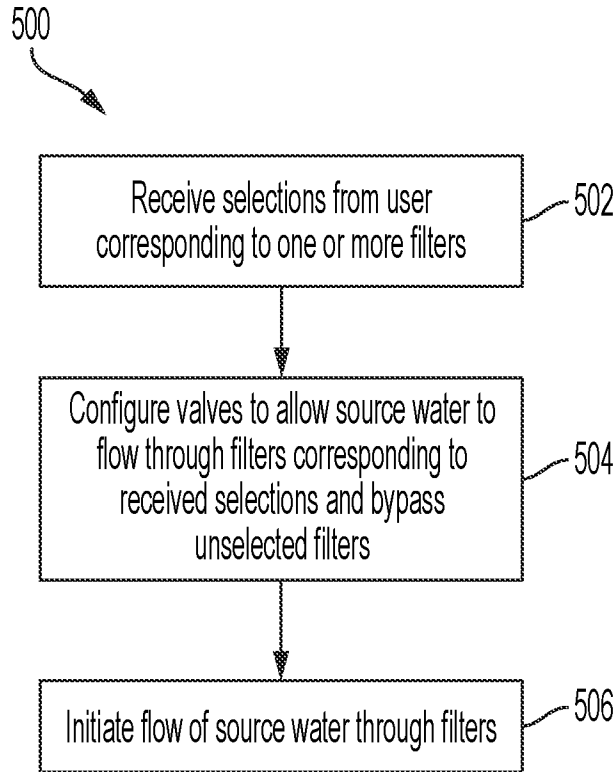 500
Receive selections from user
corresponding to one or more filters
502
Configure valves to allow source water to
flow through filters corresponding to
received selections and bypass
unselected filters
504
Initiate flow of source water through filters
506